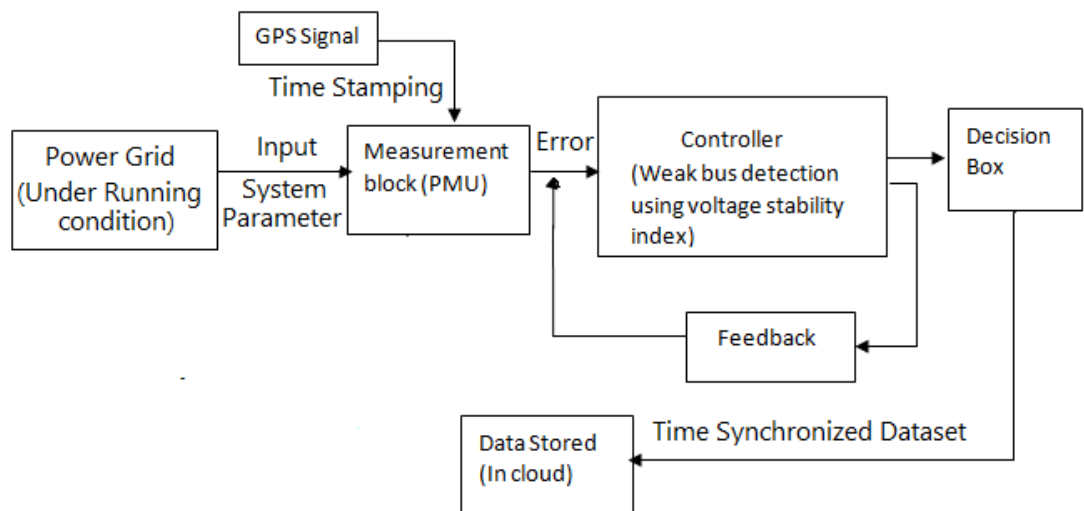 GPS Signal
Time Stamping
Power Grid
(Under Running
condition)
Input
System
Parameter
Measurement
block (PMU)
Error
Controller
(Weak bus detection
using voltage stability
index)
Decision
Box
Feedback
Time Synchronized Dataset
Data Stored
(In cloud)